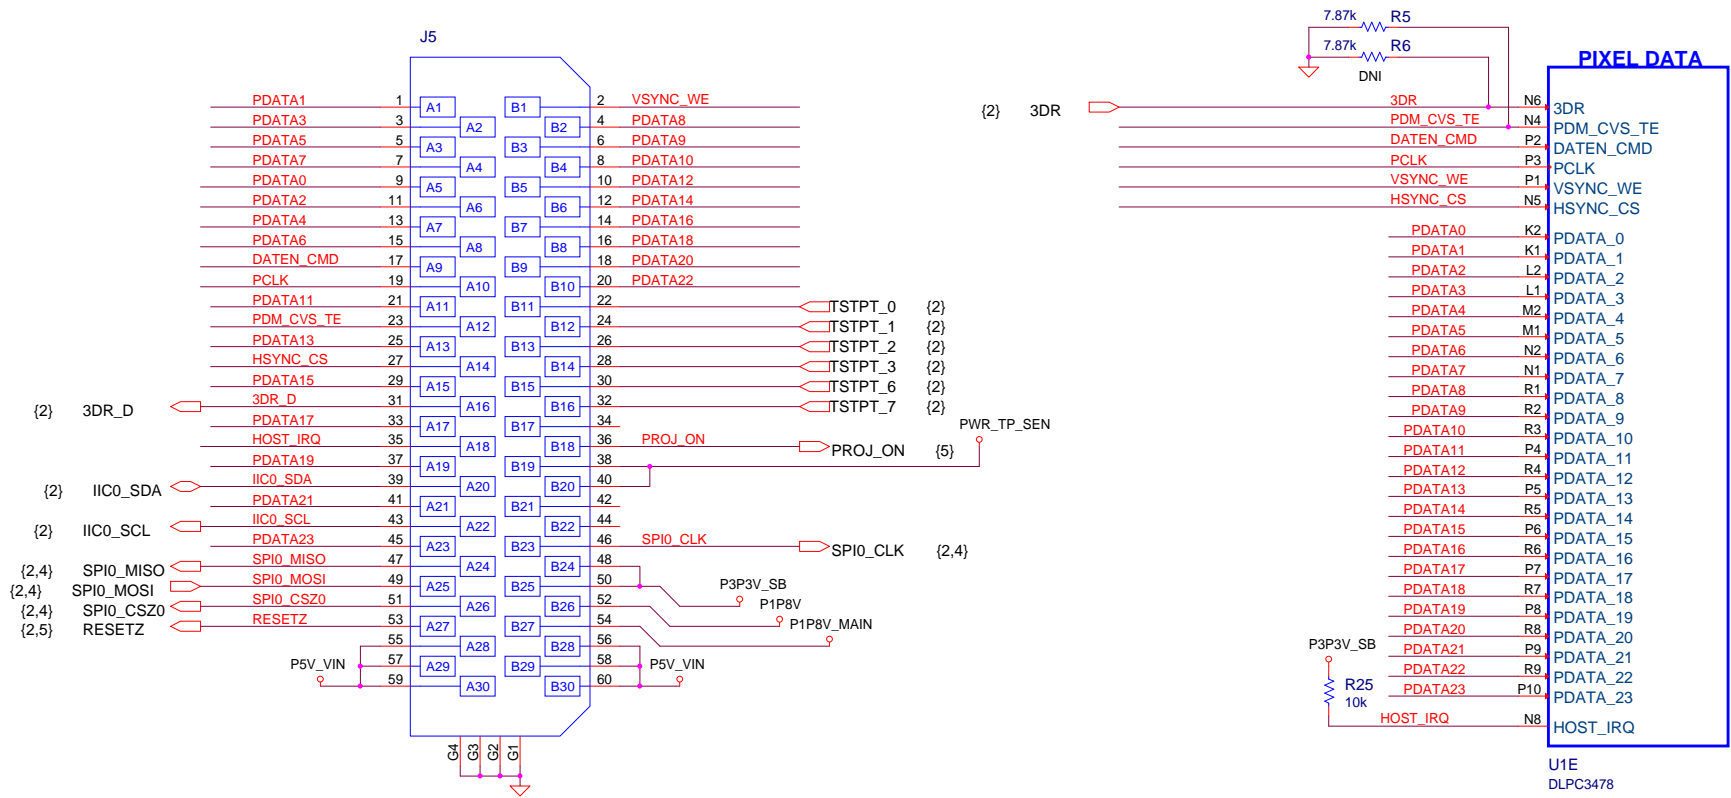 J5
PDATA1 1 A1 B1 2 VSYNC_WE
PDATA3 3 A2 B2 4 PDATA8
PDATA5 5 A3 B3 6 PDATA9
PDATA7 7 A4 B4 8 PDATA10
PDATA0 9 A5 B5 10 PDATA12
PDATA2 11 A6 B6 12 PDATA14
PDATA4 13 A7 B7 14 PDATA16
PDATA6 15 A8 B8 16 PDATA18
DATEN_CMD 17 A9 B9 18 PDATA20
PCLK 19 A10 B10 20 PDATA22
PDATA11 21 A11 B11 22 TSTPT_0 {2}
PDM_CVS_TE 23 A12 B12 24 TSTPT_1 {2}
PDATA13 25 A13 B13 26 TSTPT_2 {2}
HSYNC_CS 27 A14 B14 28 TSTPT_3 {2}
PDATA15 29 A15 B15 30 TSTPT_6 {2}
{2} 3DR_D 3DR_D 31 A16 B16 32 TSTPT_7 {2}
PDATA17 33 A17 B17 34
PWR_TP_SEN
HOST_IRQ 35 A18 B18 36 PROJ_ON PROJ_ON {5}
PDATA19 37 A19 B19 38
{2} IIC0_SDA IIC0_SDA 39 A20 B20 40
PDATA21 41 A21 B21 42
{2} IIC0_SCL IIC0_SCL 43 A22 B22 44
PDATA23 45 A23 B23 46 SPI0_CLK SPI0_CLK {2,4}
{2,4} SPI0_MISO SPI0_MISO 47 A24 B24 48
{2,4} SPI0_MOSI SPI0_MOSI 49 A25 B25 50 P3P3V_SB
{2,4} SPI0_CSZ0 SPI0_CSZ0 51 A26 B26 52 P1P8V
{2,5} RESETZ RESETZ 53 A27 B27 54 P1P8V_MAIN
55 A28 B28 56
P5V_VIN 57 A29 B29 58 P5V_VIN
59 A30 B30 60
G4 G3 G2 G1
7.87k R5
7.87k R6
DNI
PIXEL DATA
{2} 3DR 3DR N6 3DR
PDM_CVS_TE N4 PDM_CVS_TE
DATEN_CMD P2 DATEN_CMD
PCLK P3 PCLK
VSYNC_WE P1 VSYNC_WE
HSYNC_CS N5 HSYNC_CS
PDATA0 K2 PDATA_0
PDATA1 K1 PDATA_1
PDATA2 L2 PDATA_2
PDATA3 L1 PDATA_3
PDATA4 M2 PDATA_4
PDATA5 M1 PDATA_5
PDATA6 N2 PDATA_6
PDATA7 N1 PDATA_7
PDATA8 R1 PDATA_8
PDATA9 R2 PDATA_9
PDATA10 R3 PDATA_10
PDATA11 P4 PDATA_11
PDATA12 R4 PDATA_12
PDATA13 P5 PDATA_13
PDATA14 R5 PDATA_14
PDATA15 P6 PDATA_15
PDATA16 R6 PDATA_16
PDATA17 P7 PDATA_17
PDATA18 R7 PDATA_18
PDATA19 P8 PDATA_19
PDATA20 R8 PDATA_20
PDATA21 P9 PDATA_21
PDATA22 R9 PDATA_22
PDATA23 P10 PDATA_23
P3P3V_SB
R25
10k
HOST_IRQ N8 HOST_IRQ
U1E
DLPC3478